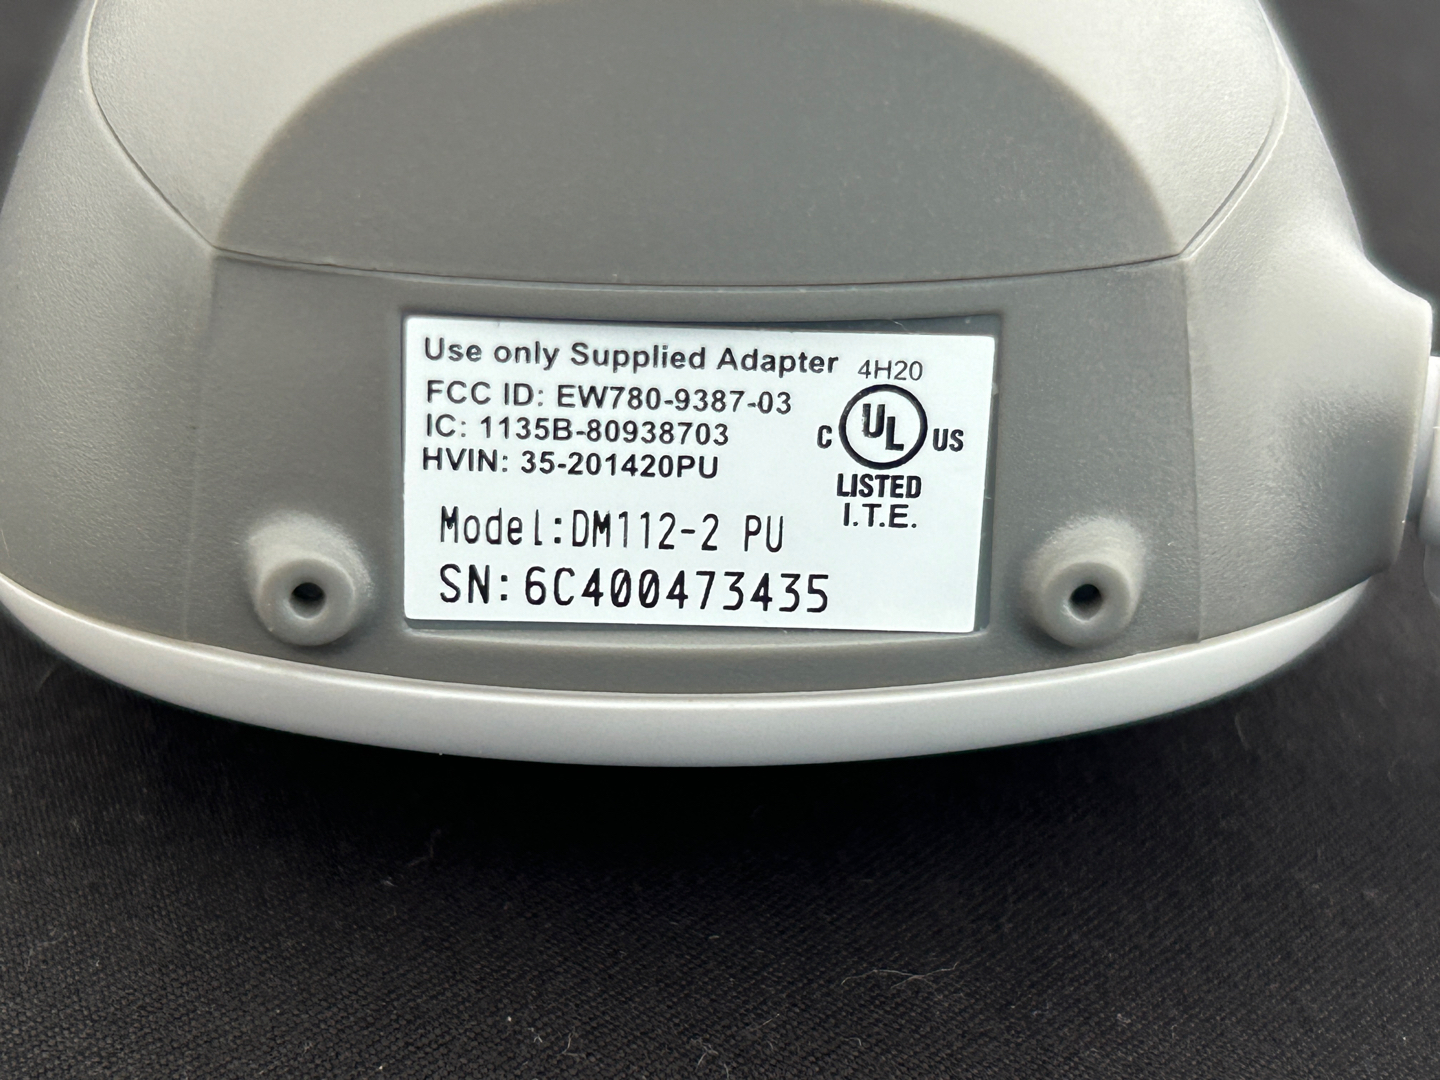 Use only Supplied Adapter
4H20
FCC ID: EW780-9387-03
IC: 1135B-80938703
HVIN: 35-201420PU
C UL US
LISTED
I.T.E.
Model:DM112-2 PU
SN:6C400473435